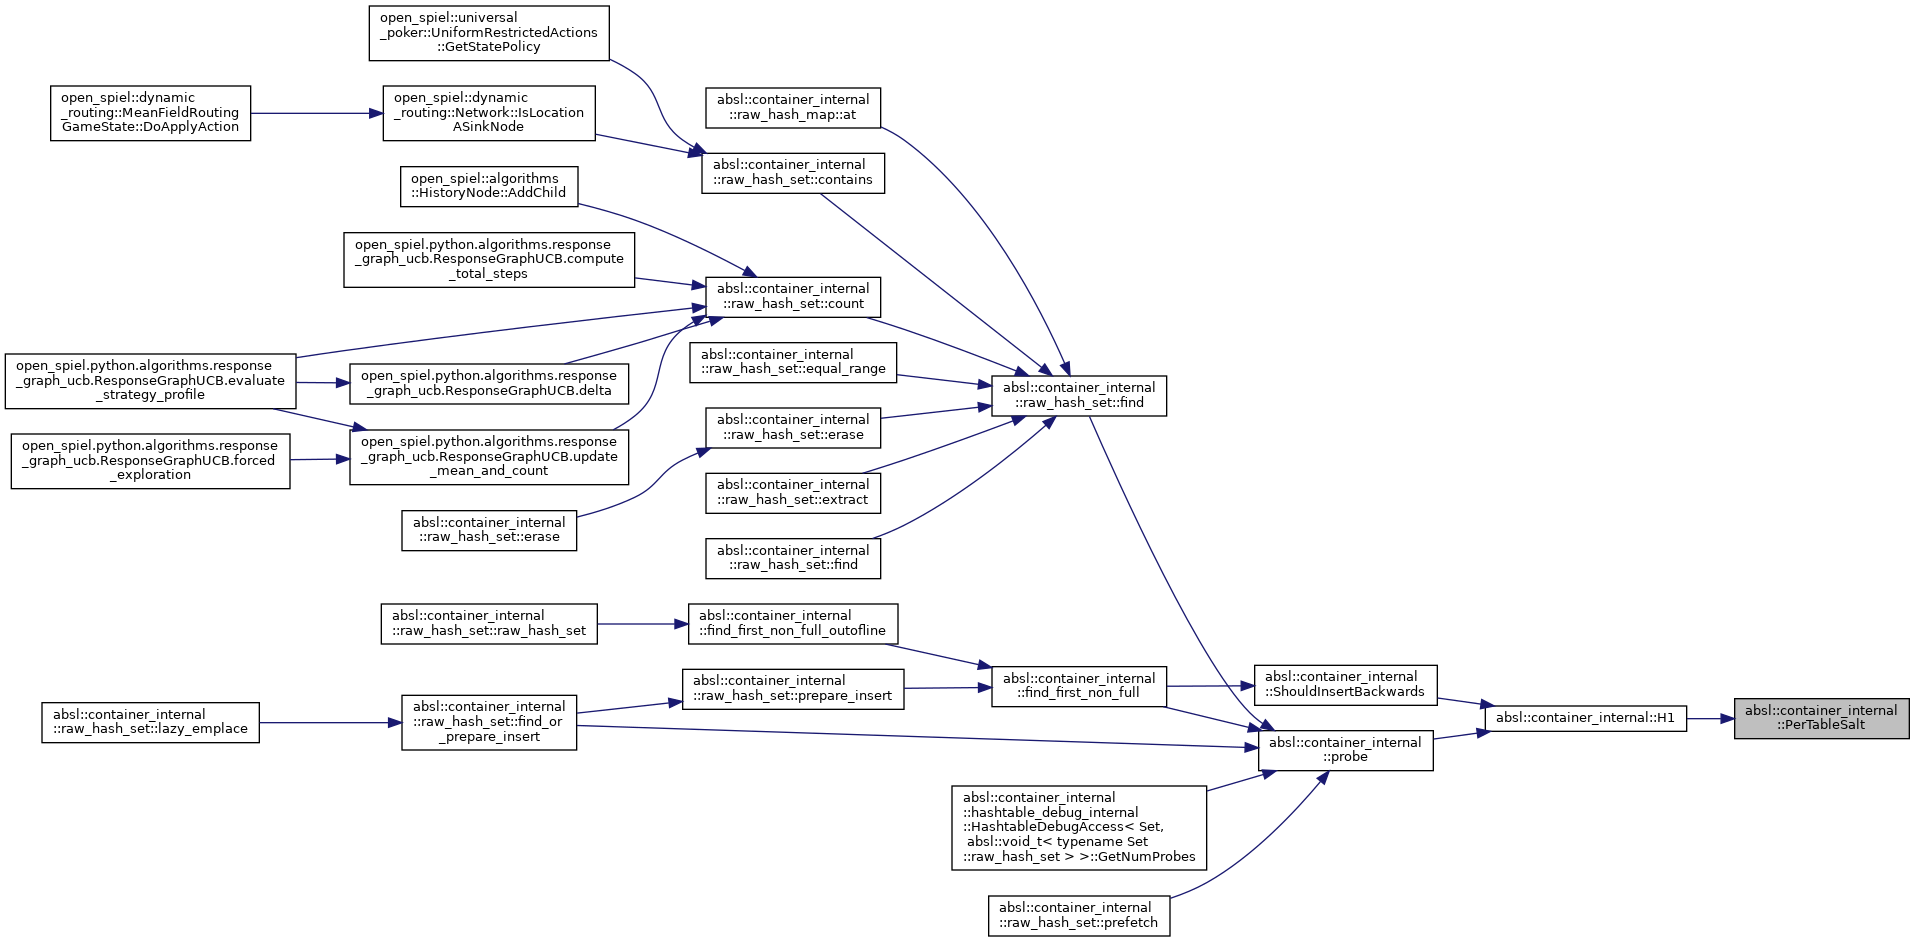 open_spiel::universal
_poker::UniformRestrictedActions
::GetStatePolicy
open_spiel::dynamic
_routing::MeanFieldRouting
GameState::DoApplyAction
open_spiel::dynamic
_routing::Network::IsLocation
ASinkNode
absl::container_internal
::raw_hash_map::at
absl::container_internal
::raw_hash_set::contains
open_spiel::algorithms
::HistoryNode::AddChild
open_spiel.python.algorithms.response
_graph_ucb.ResponseGraphUCB.compute
_total_steps
absl::container_internal
::raw_hash_set::count
open_spiel.python.algorithms.response
_graph_ucb.ResponseGraphUCB.evaluate
_strategy_profile
open_spiel.python.algorithms.response
_graph_ucb.ResponseGraphUCB.delta
absl::container_internal
::raw_hash_set::equal_range
absl::container_internal
::raw_hash_set::find
open_spiel.python.algorithms.response
_graph_ucb.ResponseGraphUCB.forced
_exploration
open_spiel.python.algorithms.response
_graph_ucb.ResponseGraphUCB.update
_mean_and_count
absl::container_internal
::raw_hash_set::erase
absl::container_internal
::raw_hash_set::extract
absl::container_internal
::raw_hash_set::erase
absl::container_internal
::raw_hash_set::find
absl::container_internal
::raw_hash_set::raw_hash_set
absl::container_internal
::find_first_non_full_outofline
absl::container_internal
::raw_hash_set::lazy_emplace
absl::container_internal
::raw_hash_set::find_or
_prepare_insert
absl::container_internal
::raw_hash_set::prepare_insert
absl::container_internal
::find_first_non_full
absl::container_internal
::ShouldInsertBackwards
absl::container_internal::H1
absl::container_internal
::PerTableSalt
absl::container_internal
::probe
absl::container_internal
::hashtable_debug_internal
::HashtableDebugAccess< Set,
absl::void_t< typename Set
::raw_hash_set > >::GetNumProbes
absl::container_internal
::raw_hash_set::prefetch